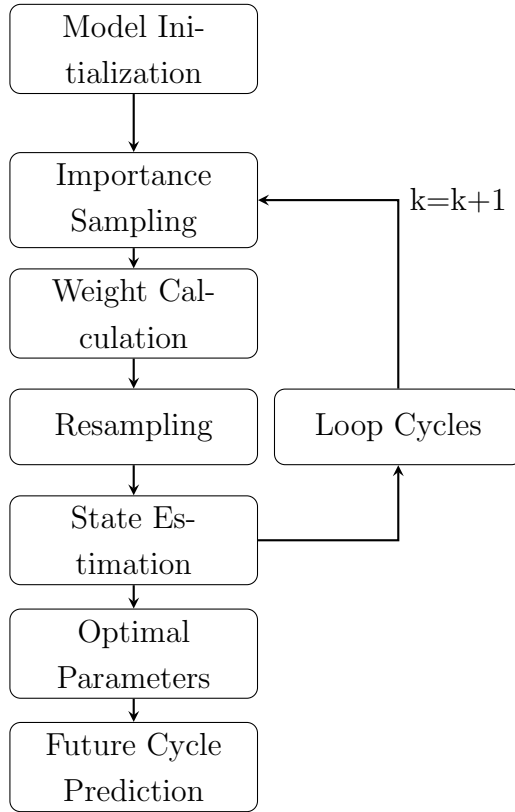 Model Ini-
tialization
Importance
Sampling
k=k+1
Weight Cal-
culation
Resampling
Loop Cycles
State Es-
timation
Optimal
Parameters
Future Cycle
Prediction